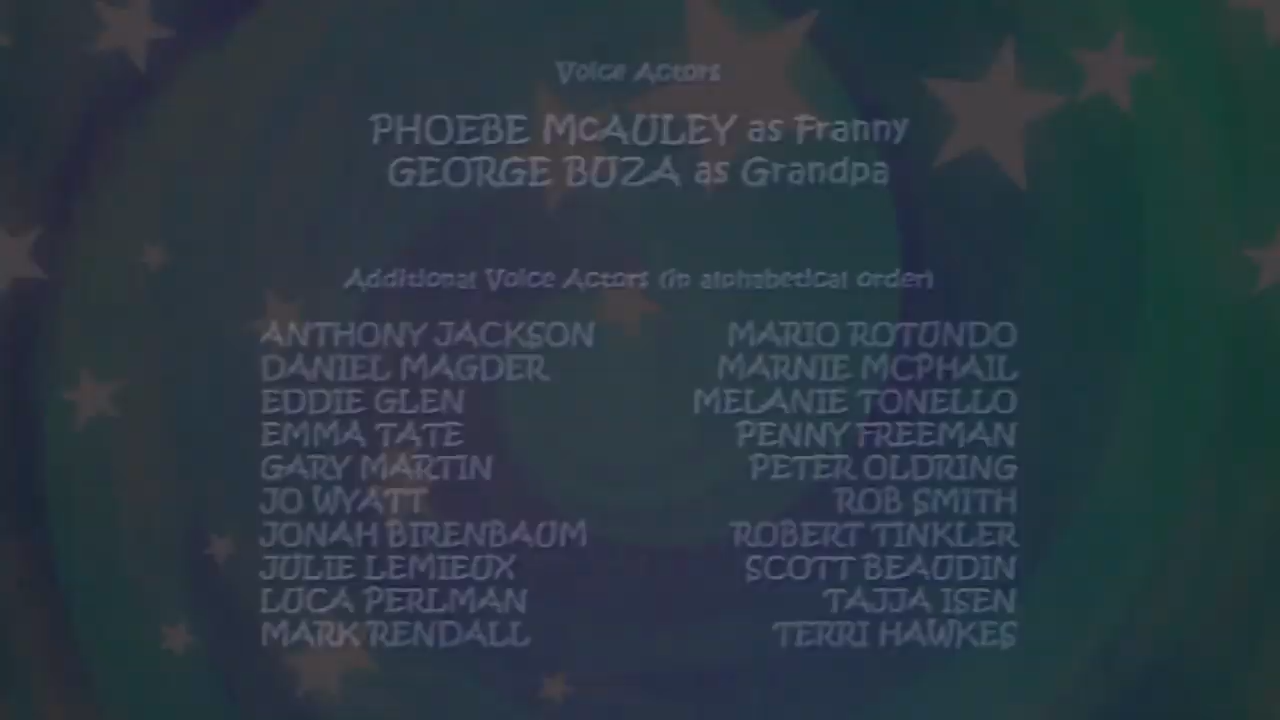 Voice Actors
PHOEBE McAULEY as Franny
GEORGE BUZA as Grandpa
Additional Voice Actors (in alphabetical order)
ANTHONY JACKSON MARIO ROTUNDO
DANIEL MAGDER MARNIE MCPHAIL
EDDIE GLEN MELANIE TONELLO
EMMA TATE PENNY FREEMAN
GARY MARTIN PETER OLDRING
JO WYATT ROB SMITH
JONAH BIRENBAUM ROBERT TINKLER
JULIE LEMIEUX SCOTT BEAUDIN
LUCA PERLMAN TAJJA ISEN
MARK RENDALL TERRI HAWKES